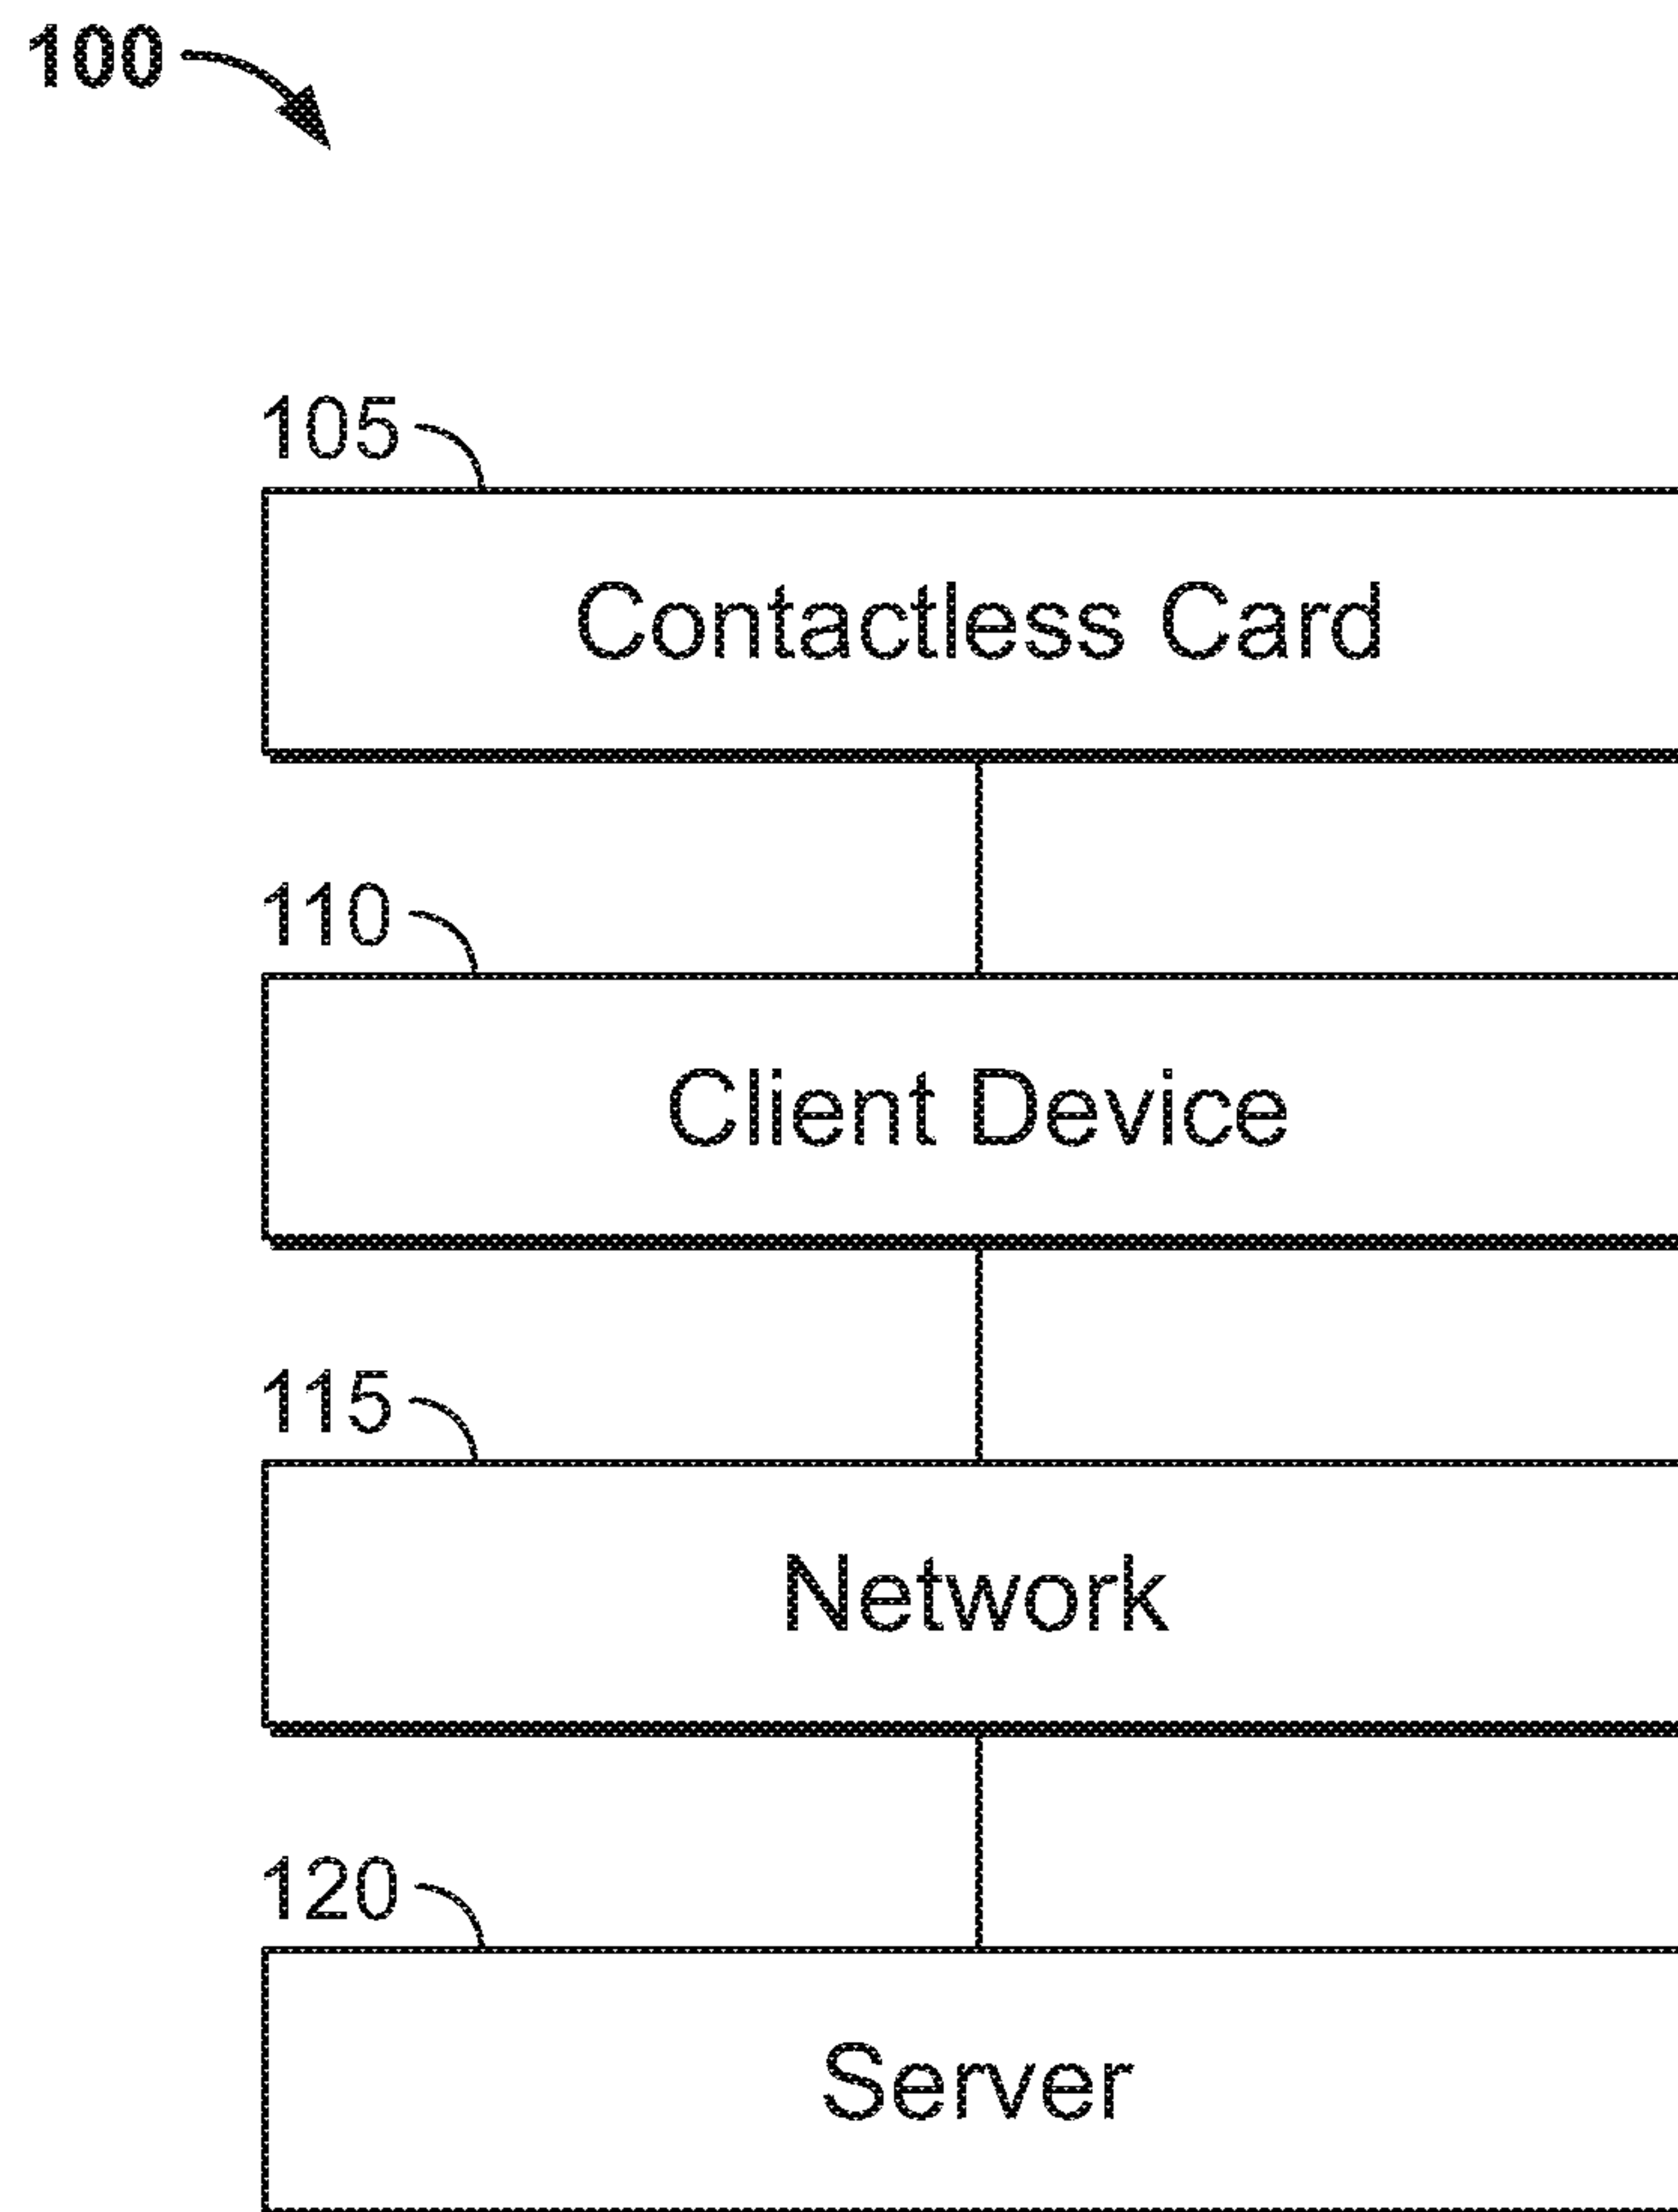 100
105
Contactless Card
110
Client Device
115
Network
120
Server